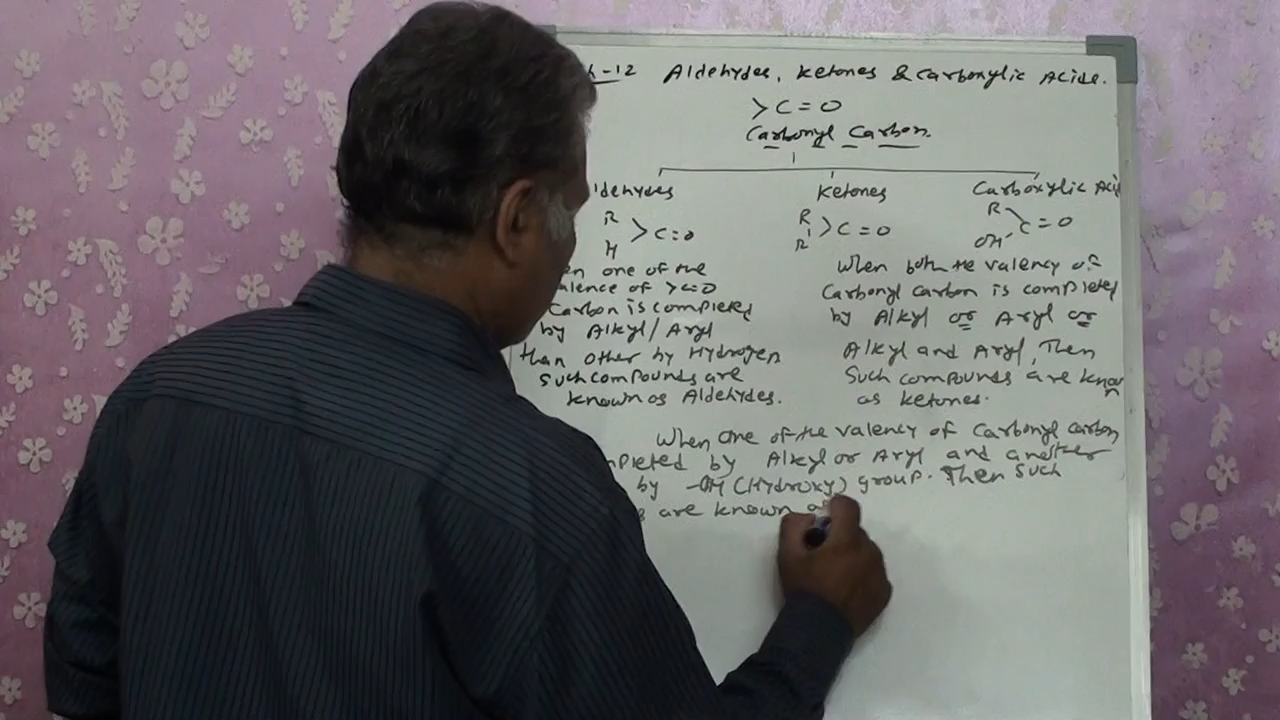 -12 Aldehydes, Ketones & Carboxylic Acids.
>C=O
Carbonyl Carbon.
ldehydes Ketones Carboxylic Acid
R
H >C=O
R
R' >C=O
R
OH C=O
en one of the
alence of >C=O
Carbon is completed
by Alkyl/Aryl
than other by Hydrogen
Such compounds are
known as Aldehydes.
When both the valency of
Carbonyl carbon is completed
by Alkyl or Aryl or
Alkyl and Aryl, Then
Such compounds are known
as Ketones.
When one of the valency of Carbonyl carbon
mpleted by Alkyl or Aryl and another
by -OH (Hydroxy) group. Then Such
are known a